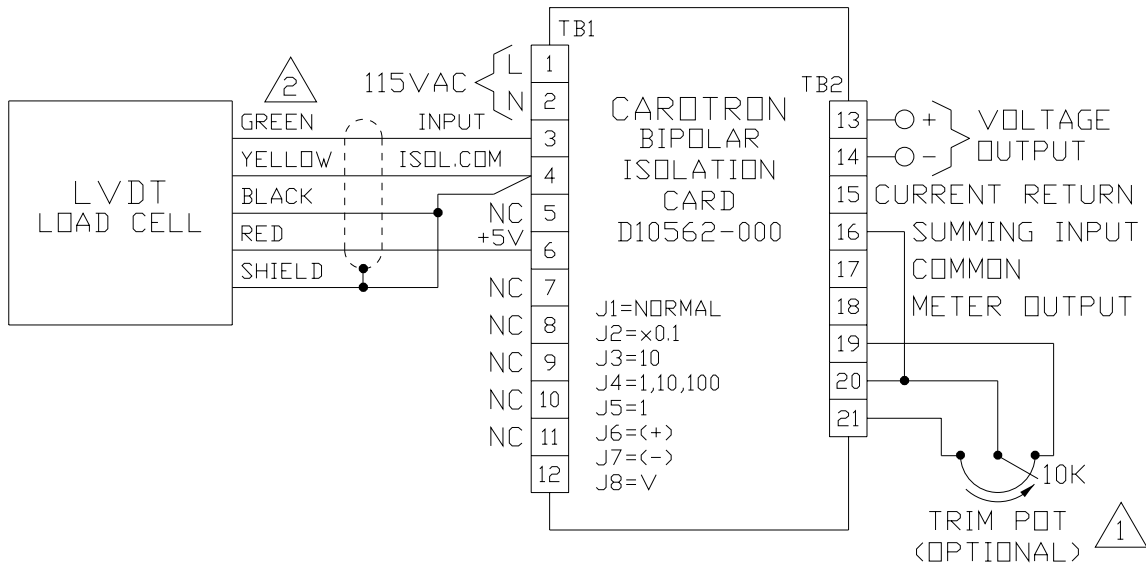 TB1
115VAC
L
N
2
GREEN
INPUT
YELLOW
ISOL.COM
BLACK
NC
RED
+5V
SHIELD
NC
NC
NC
NC
NC
LVDT
LOAD CELL
1
2
3
4
5
6
7
8
9
10
11
12
CAROTRON
BIPOLAR
ISOLATION
CARD
D10562-000
J1=NORMAL
J2=x0.1
J3=10
J4=1,10,100
J5=1
J6=(+)
J7=(-)
J8=V
TB2
13
14
15
16
17
18
19
20
21
+
-
VOLTAGE
OUTPUT
CURRENT RETURN
SUMMING INPUT
COMMON
METER OUTPUT
10K
TRIM POT
(OPTIONAL)
1